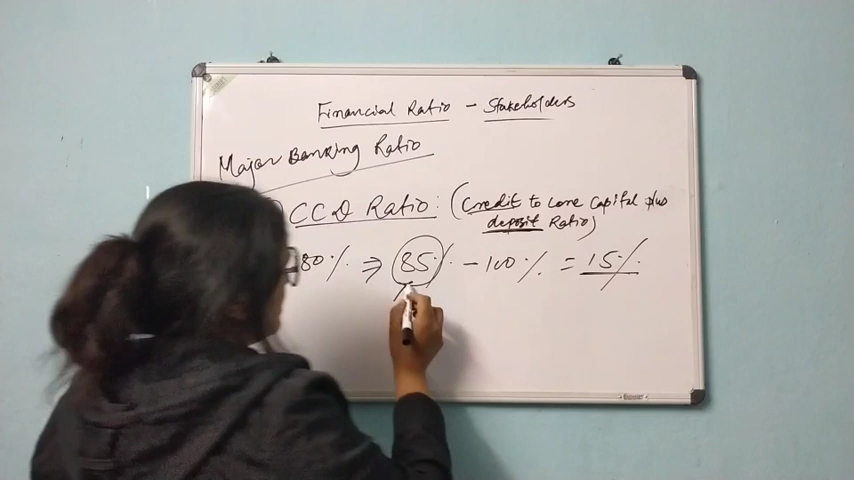 Financial Ratio - Stakeholders
Major Banking Ratio
CCD Ratio: (Credit to Core Capital plus
deposit Ratio)
80% ⇒ 85% - 100% = 15%